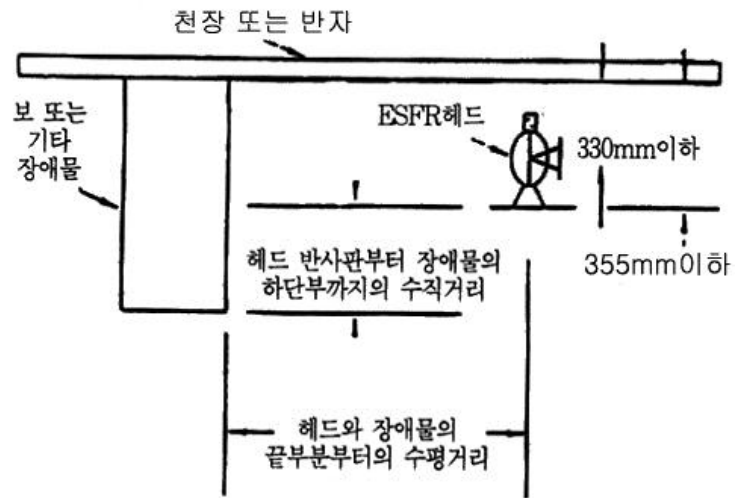 천장 또는 반자
보 또는
기타
장애물
ESFR헤드
330mm이하
355mm이하
헤드 반사판부터 장애물의
하단부까지의 수직거리
헤드와 장애물의
끝부분부터의 수평거리